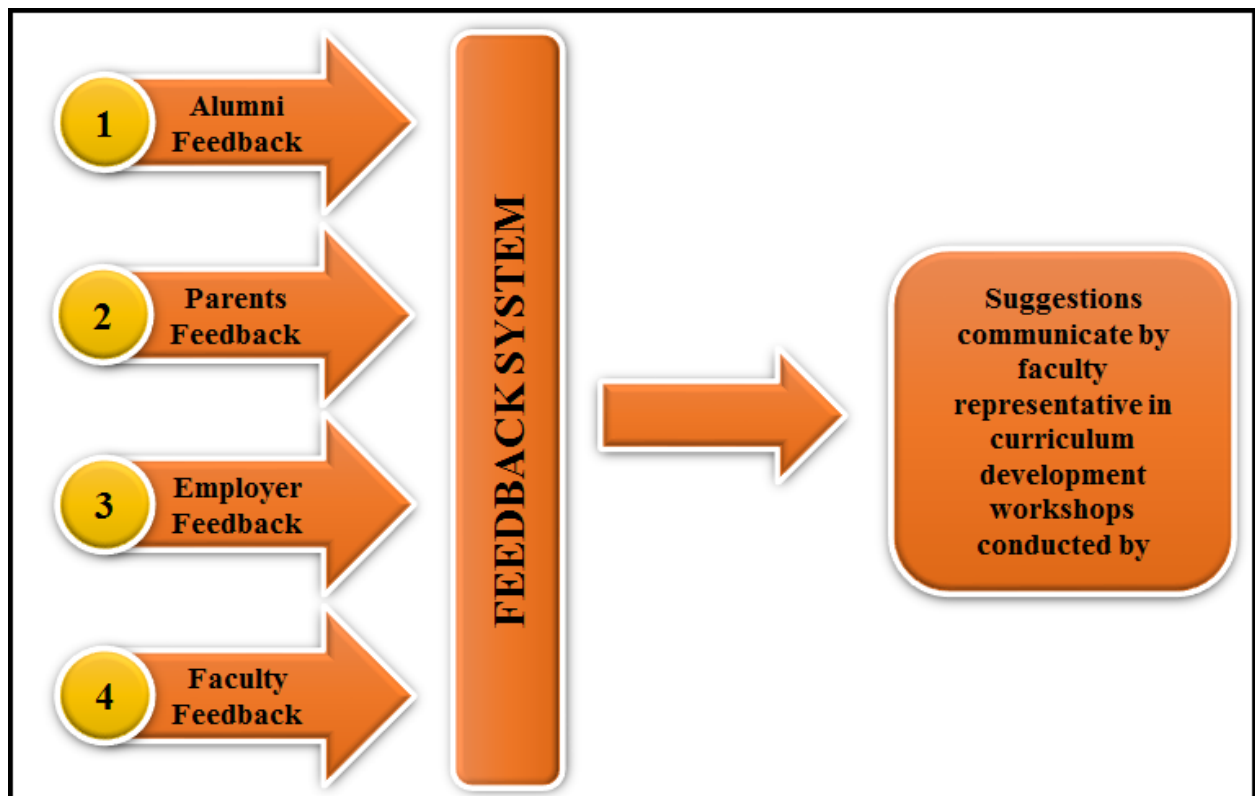 1
Alumni
Feedback
2
Parents
Feedback
3
Employer
Feedback
4
Faculty
Feedback
FEEDBACK SYSTEM
Suggestions
communicate by
faculty
representative in
curriculum
development
workshops
conducted by